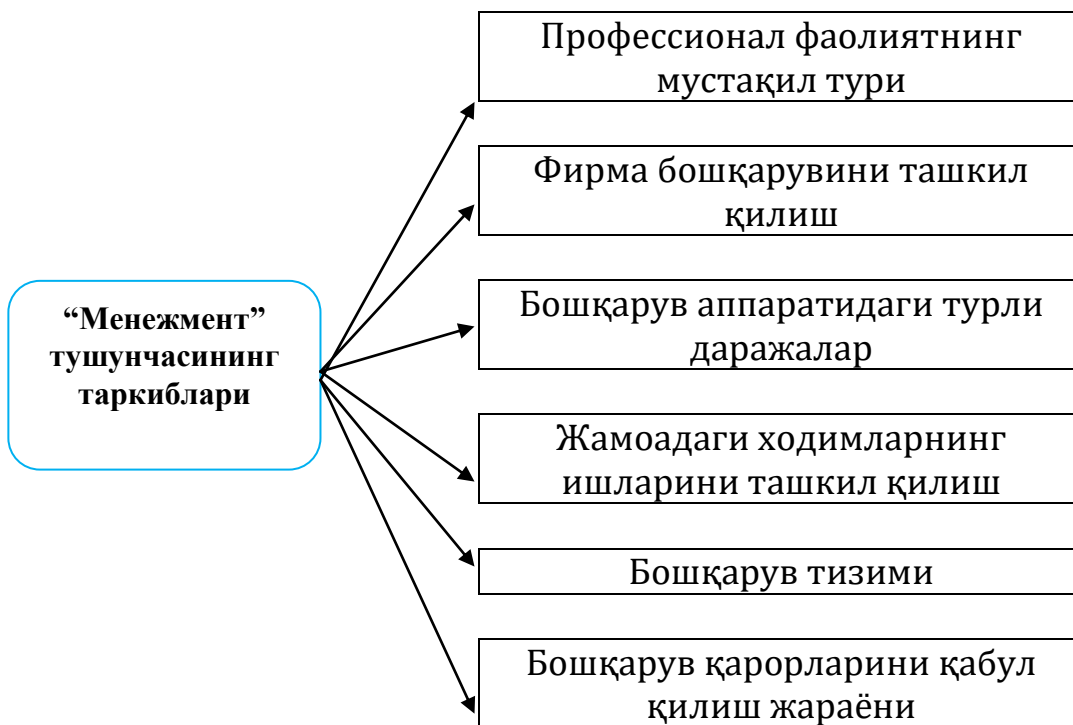 Профессионал фаолиятнинг
мустақил тури
Фирма бошқарувини ташкил
қилиш
“Менежмент”
тушунчасининг
таркиблари
Бошқарув аппаратидаги турли
даражалар
Жамоадаги ходимларнинг
ишларини ташкил қилиш
Бошқарув тизими
Бошқарув қарорларини қабул
қилиш жараёни